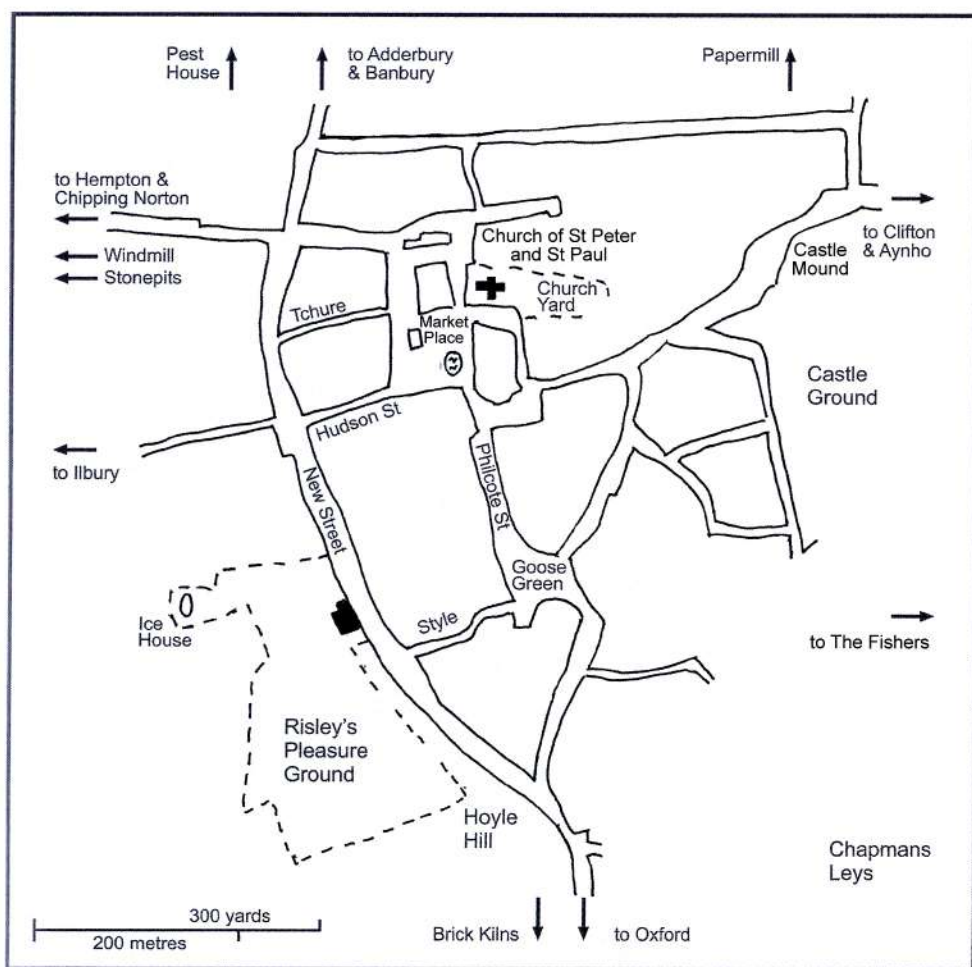 Pest
House
to Adderbury
& Banbury
Papermill
to Hempton &
Chipping Norton
Windmill
Stonepits
to Clifton
& Aynho
Church of St Peter
and St Paul
Castle
Mound
Church
Yard
Tchure
Market
Place
Castle
Ground
Hudson St
to Ilbury
New Street
Philcote St
Goose
Green
Style
Ice
House
to The Fishers
Risley's
Pleasure
Ground
Hoyle
Hill
Chapmans
Leys
300 yards
200 metres
Brick Kilns
to Oxford